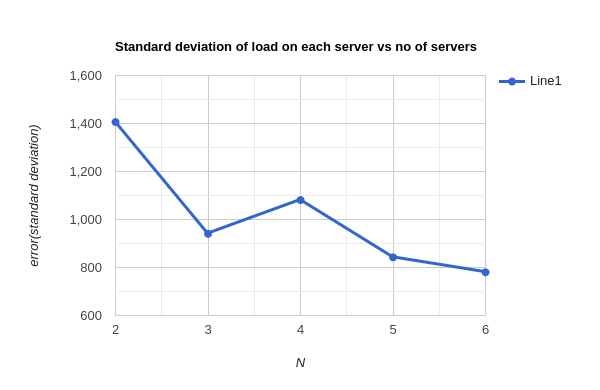 Standard deviation of load on each server vs no of servers
Line1
error(standard deviation)
1,600
1,400
1,200
1,000
800
600
2 3 4 5 6
N